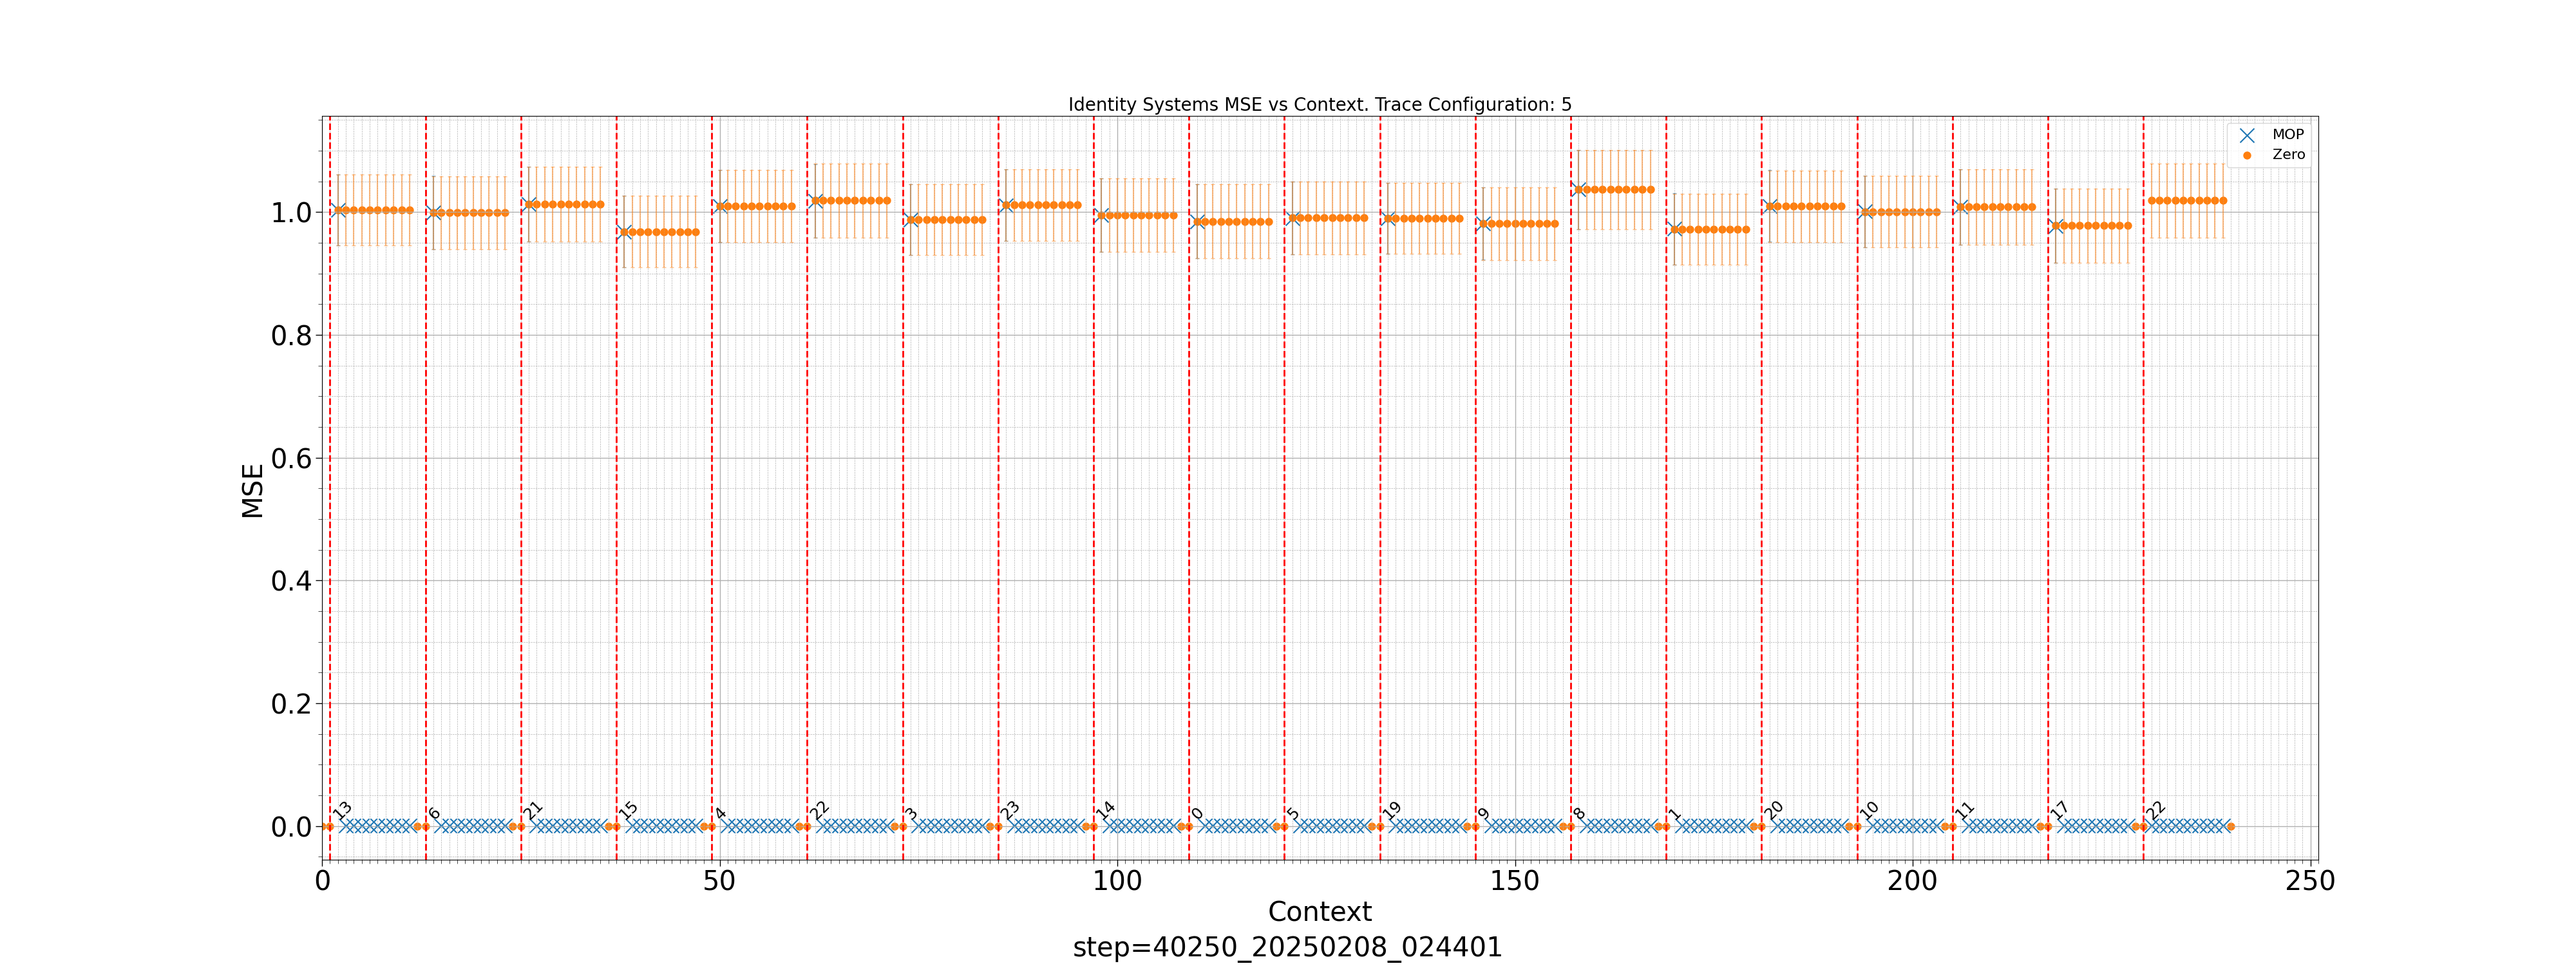 Identity Systems MSE vs Context. Trace Configuration: 5
MOP
Zero
MSE
1.0
0.8
0.6
0.4
0.2
0.0
13 6 21 15 4 22 3 23 14 0 5 19 9 8 1 20 10 11 17 22
0 50 100 150 200 250
Context
step=40250_20250208_024401